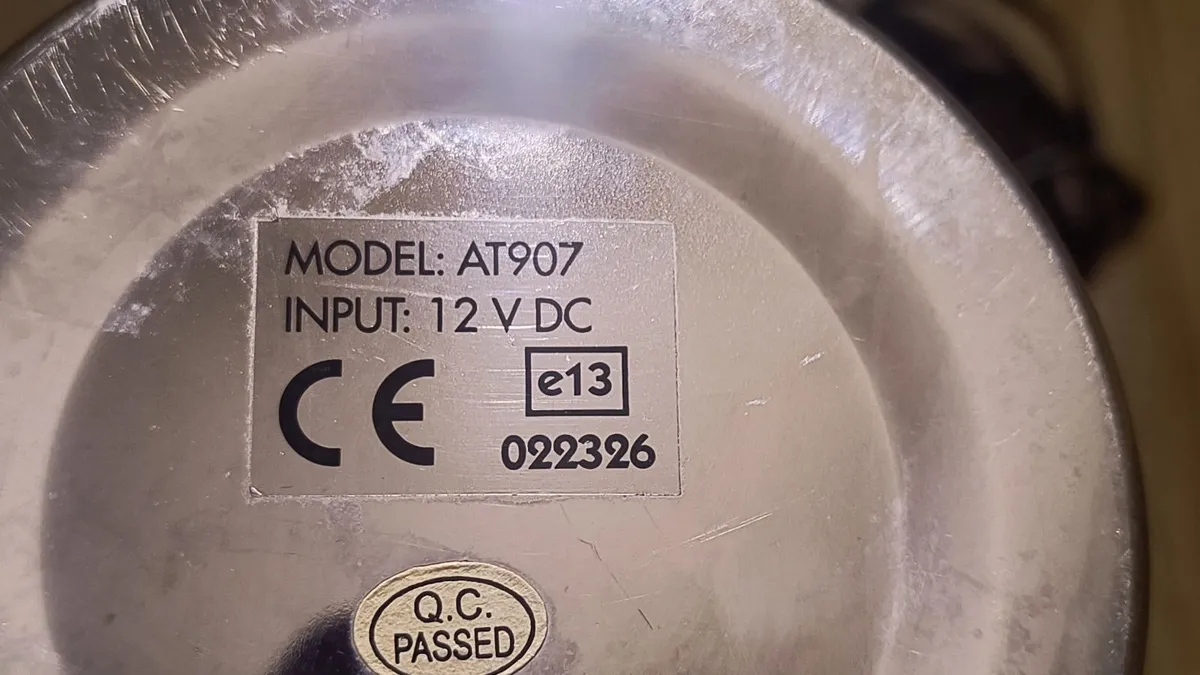 MODEL: AT907
INPUT: 12 V DC
CE
e13
022326
Q.C.
PASSED